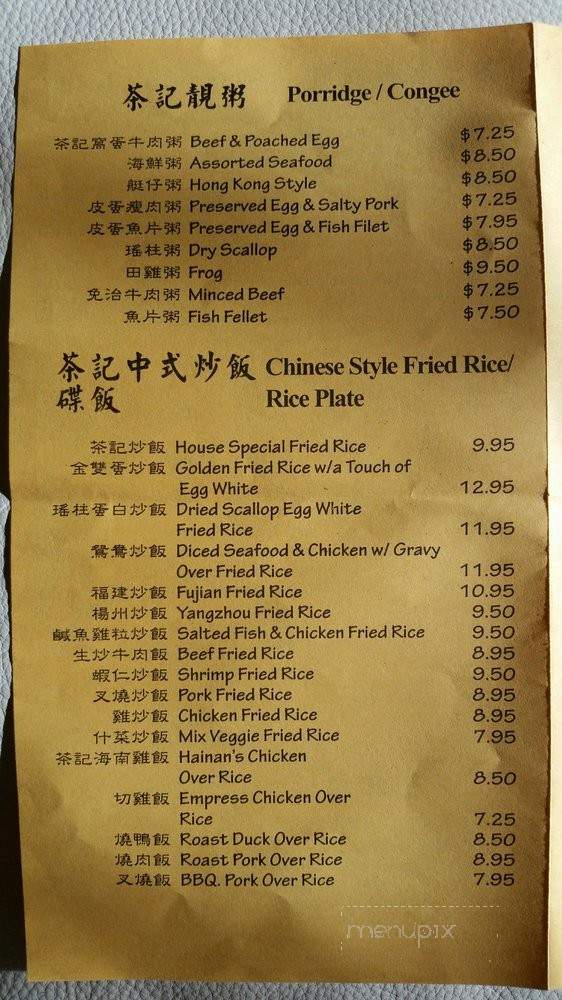 茶記靚粥 Porridge / Congee
茶記窩蛋牛肉粥 Beef & Poached Egg $7.25
海鮮粥 Assorted Seafood $8.50
艇仔粥 Hong Kong Style $8.50
皮蛋瘦肉粥 Preserved Egg & Salty Pork $7.25
皮蛋魚片粥 Preserved Egg & Fish Filet $7.95
瑤柱粥 Dry Scallop $8.50
田雞粥 Frog $9.50
免治牛肉粥 Minced Beef $7.25
魚片粥 Fish Fellet $7.50
茶記中式炒飯 Chinese Style Fried Rice/
碟飯 Rice Plate
茶記炒飯 House Special Fried Rice 9.95
金雙蛋炒飯 Golden Fried Rice w/a Touch of
Egg White 12.95
瑤柱蛋白炒飯 Dried Scallop Egg White
Fried Rice 11.95
鴛鴦炒飯 Diced Seafood & Chicken w/ Gravy
Over Fried Rice 11.95
福建炒飯 Fujian Fried Rice 10.95
楊州炒飯 Yangzhou Fried Rice 9.50
鹹魚雞粒炒飯 Salted Fish & Chicken Fried Rice 9.50
生炒牛肉飯 Beef Fried Rice 8.95
蝦仁炒飯 Shrimp Fried Rice 9.50
叉燒炒飯 Pork Fried Rice 8.95
雞炒飯 Chicken Fried Rice 8.95
什菜炒飯 Mix Veggie Fried Rice 7.95
茶記海南雞飯 Hainan's Chicken
Over Rice 8.50
切雞飯 Empress Chicken Over
Rice 7.25
燒鴨飯 Roast Duck Over Rice 8.50
燒肉飯 Roast Pork Over Rice 8.95
叉燒飯 BBQ. Pork Over Rice 7.95
menupix